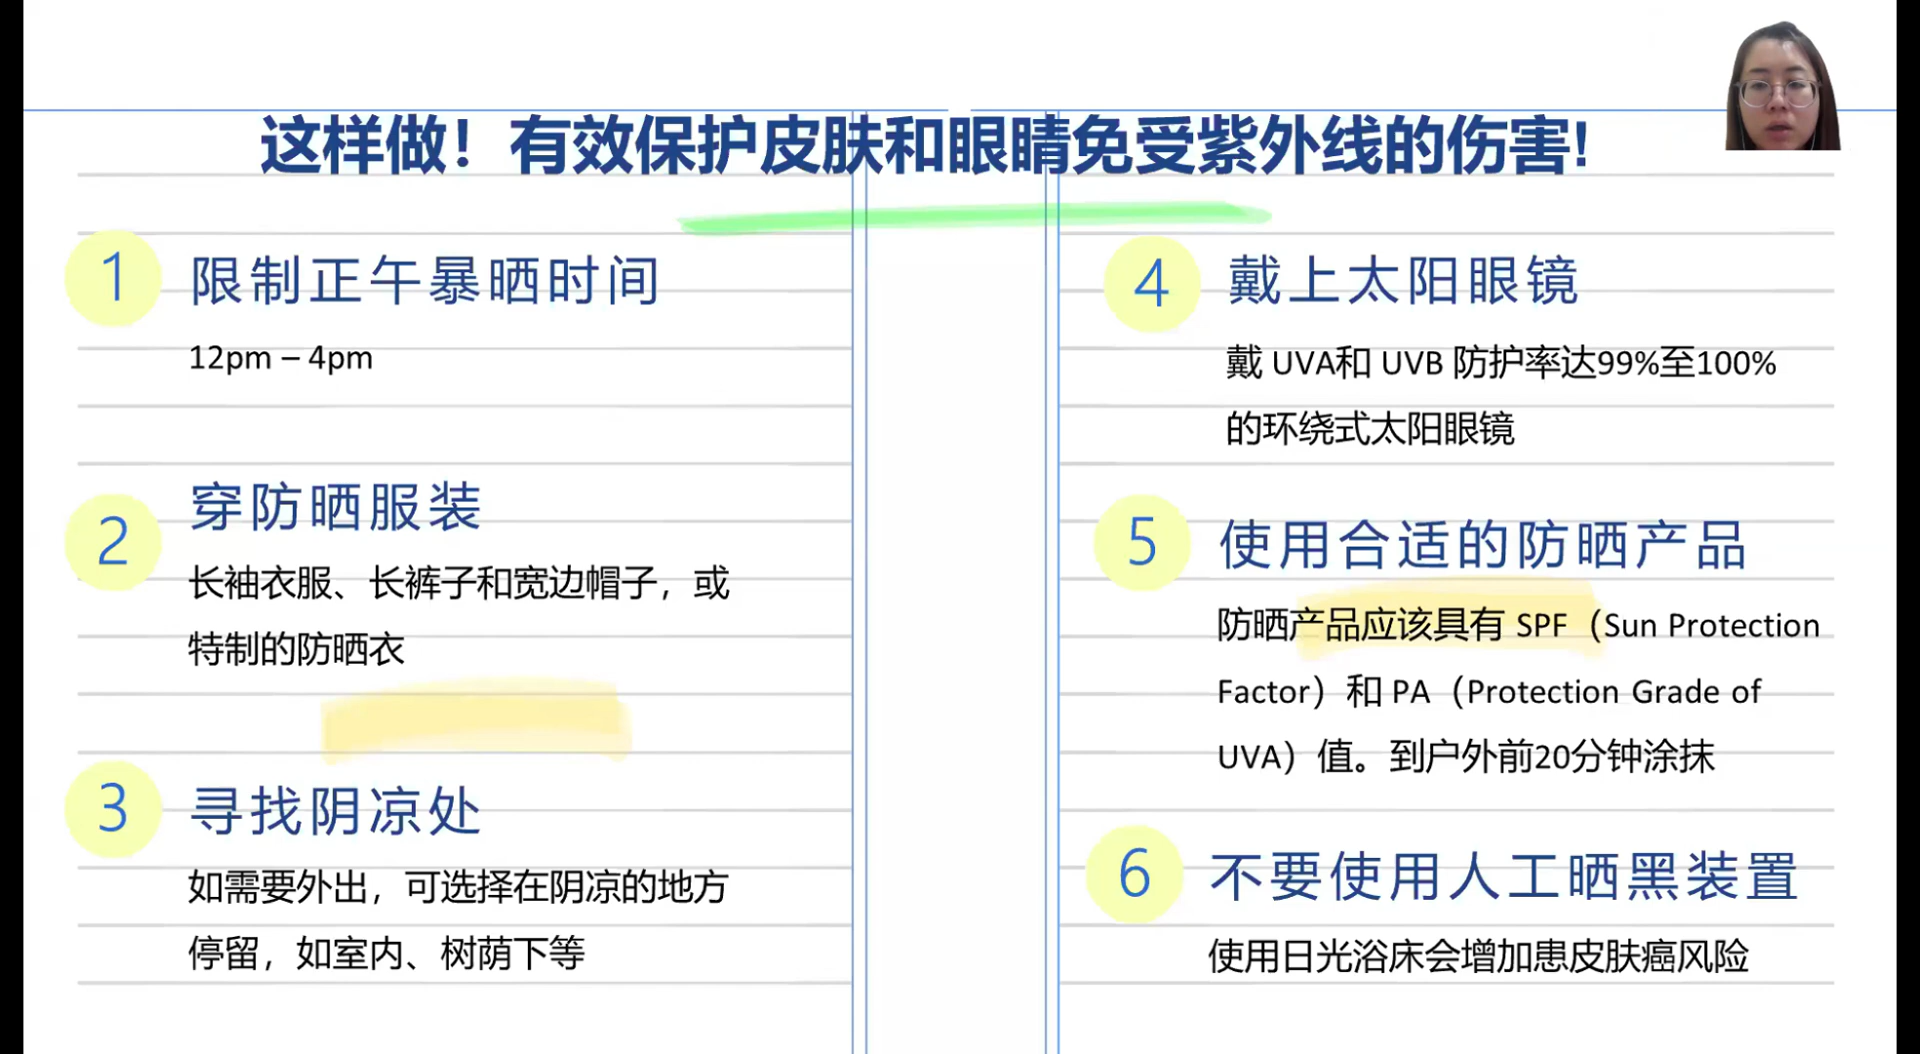 这样做！有效保护皮肤和眼睛免受紫外线的伤害!
1
限制正午暴晒时间
12pm – 4pm
2
穿防晒服装
长袖衣服、长裤子和宽边帽子，或
特制的防晒衣
3
寻找阴凉处
如需要外出，可选择在阴凉的地方
停留，如室内、树荫下等
4
戴上太阳眼镜
戴 UVA和 UVB 防护率达99%至100%
的环绕式太阳眼镜
5
使用合适的防晒产品
防晒产品应该具有 SPF（Sun Protection
Factor）和 PA（Protection Grade of
UVA）值。到户外前20分钟涂抹
6
不要使用人工晒黑装置
使用日光浴床会增加患皮肤癌风险